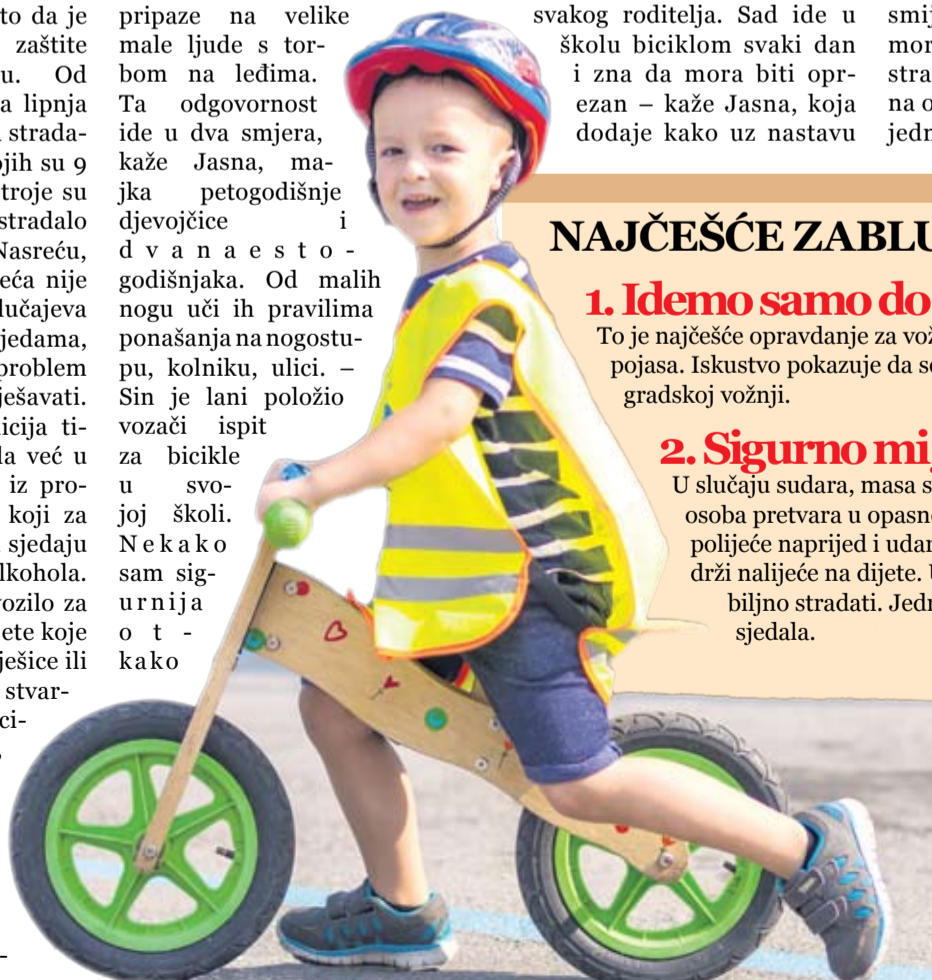 to da je
zaštite
u. Od
a lipnja
strada-
ojih su 9
troje su
stradalo
Nasreću,
eća nije
lučajeva
jedama,
problem
ješavati.
icija ti-
la već u
iz pro-
koji za
sjedaju
lkohola.
ozilo za
ete koje
ješice ili
stvar-
ci-
pripaze na velike
male ljude s tor-
bom na leđima.
Ta odgovornost
ide u dva smjera,
kaže Jasna, ma-
jka petogodišnje
djevojčice i
dvanaesto-
godišnjaka. Od malih
nogu uči ih pravilima
ponašanja na nogostu-
pu, kolniku, ulici. –
Sin je lani položio
vozači ispit
za bicikle
u svo-
joj školi.
Nekako
sam sig-
urnija
ot-
kako
svakog roditelja. Sad ide u
školu biciklom svaki dan
i zna da mora biti opr-
ezan – kaže Jasna, koja
dodaje kako uz nastavu
smij
mor
stra
na o
jedn
NAJČEŠĆE ZABLU
1. Idemo samo do
To je najčešće opravdanje za vož
pojasa. Iskustvo pokazuje da se
gradskoj vožnji.
2. Sigurno mi j
U slučaju sudara, masa s
osoba pretvara u opasn
polijeće naprijed i udar
drži nalijeće na dijete. U
biljno stradati. Jedn
sjedala.